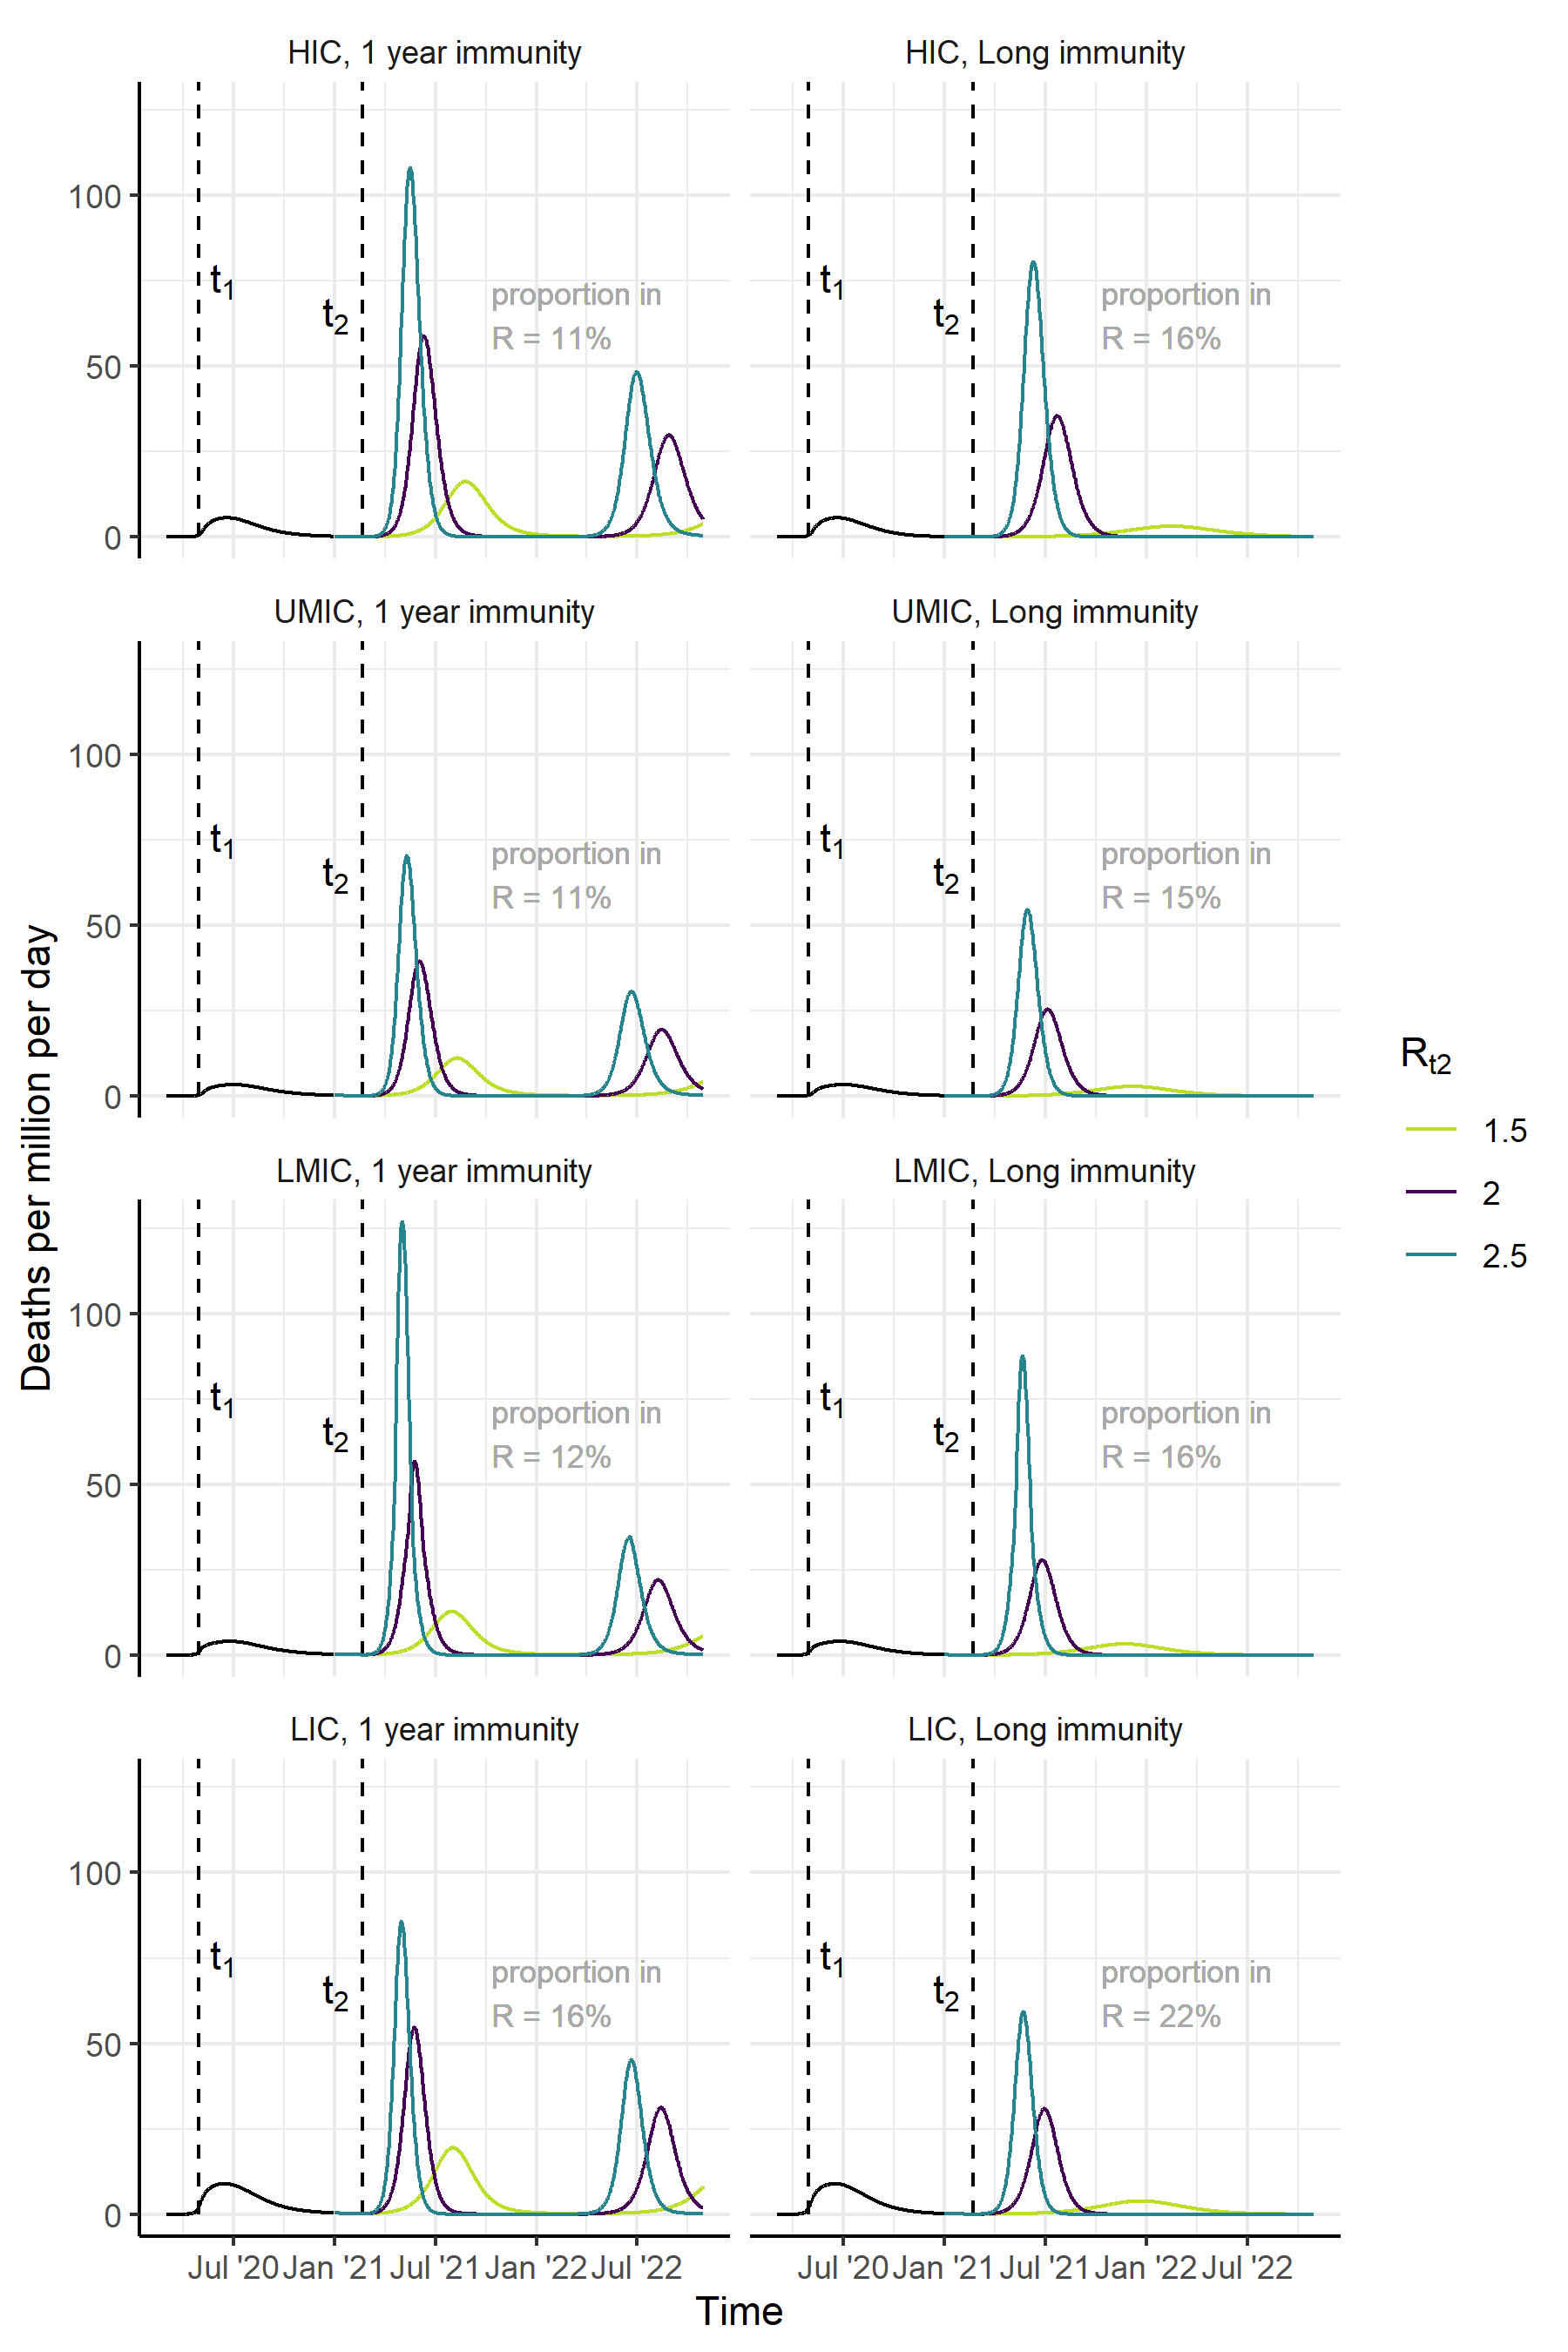 HIC, 1 year immunity
HIC, Long immunity
100
50
0
t1
t2
proportion in
R = 11%
t1
t2
proportion in
R = 16%
UMIC, 1 year immunity
UMIC, Long immunity
100
50
0
t1
t2
proportion in
R = 11%
t1
t2
proportion in
R = 15%
LMIC, 1 year immunity
LMIC, Long immunity
100
50
0
t1
t2
proportion in
R = 12%
t1
t2
proportion in
R = 16%
LIC, 1 year immunity
LIC, Long immunity
100
50
0
t1
t2
proportion in
R = 16%
t1
t2
proportion in
R = 22%
Jul '20 Jan '21 Jul '21 Jan '22 Jul '22
Jul '20 Jan '21 Jul '21 Jan '22 Jul '22
Time
Deaths per million per day
Rt2
1.5
2
2.5